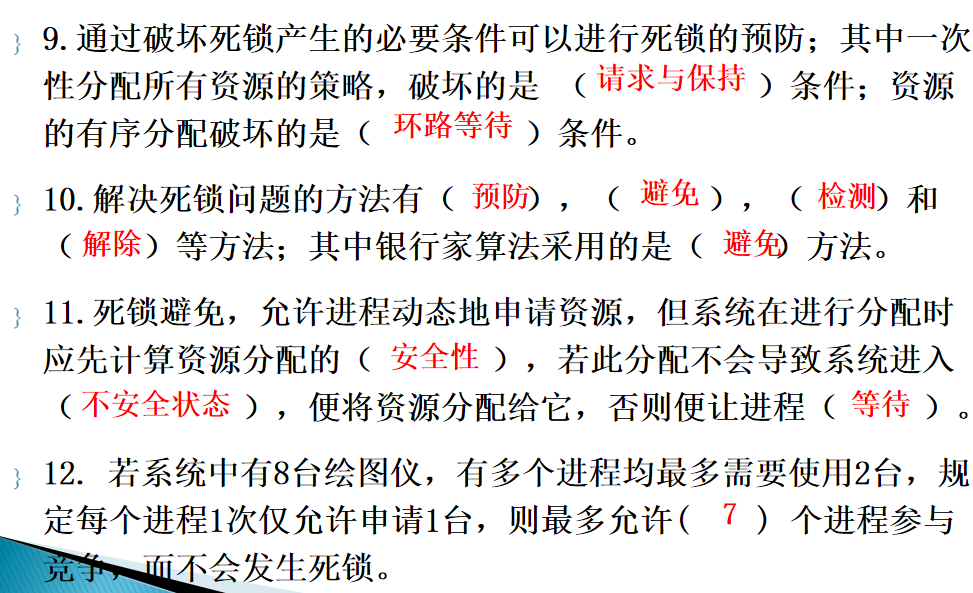 9.通过破坏死锁产生的必要条件可以进行死锁的预防；其中一次
性分配所有资源的策略，破坏的是 （请求与保持）条件；资源
的有序分配破坏的是（ 环路等待 ）条件。
10.解决死锁问题的方法有（ 预防），（ 避免 ），（ 检测）和
（解除）等方法；其中银行家算法采用的是（ 避免）方法。
11.死锁避免，允许进程动态地申请资源，但系统在进行分配时
应先计算资源分配的（ 安全性 ），若此分配不会导致系统进入
（不安全状态 ），便将资源分配给它，否则便让进程（ 等待 ）。
12. 若系统中有8台绘图仪，有多个进程均最多需要使用2台，规
定每个进程1次仅允许申请1台，则最多允许( 7 ) 个进程参与
竞争，而不会发生死锁。